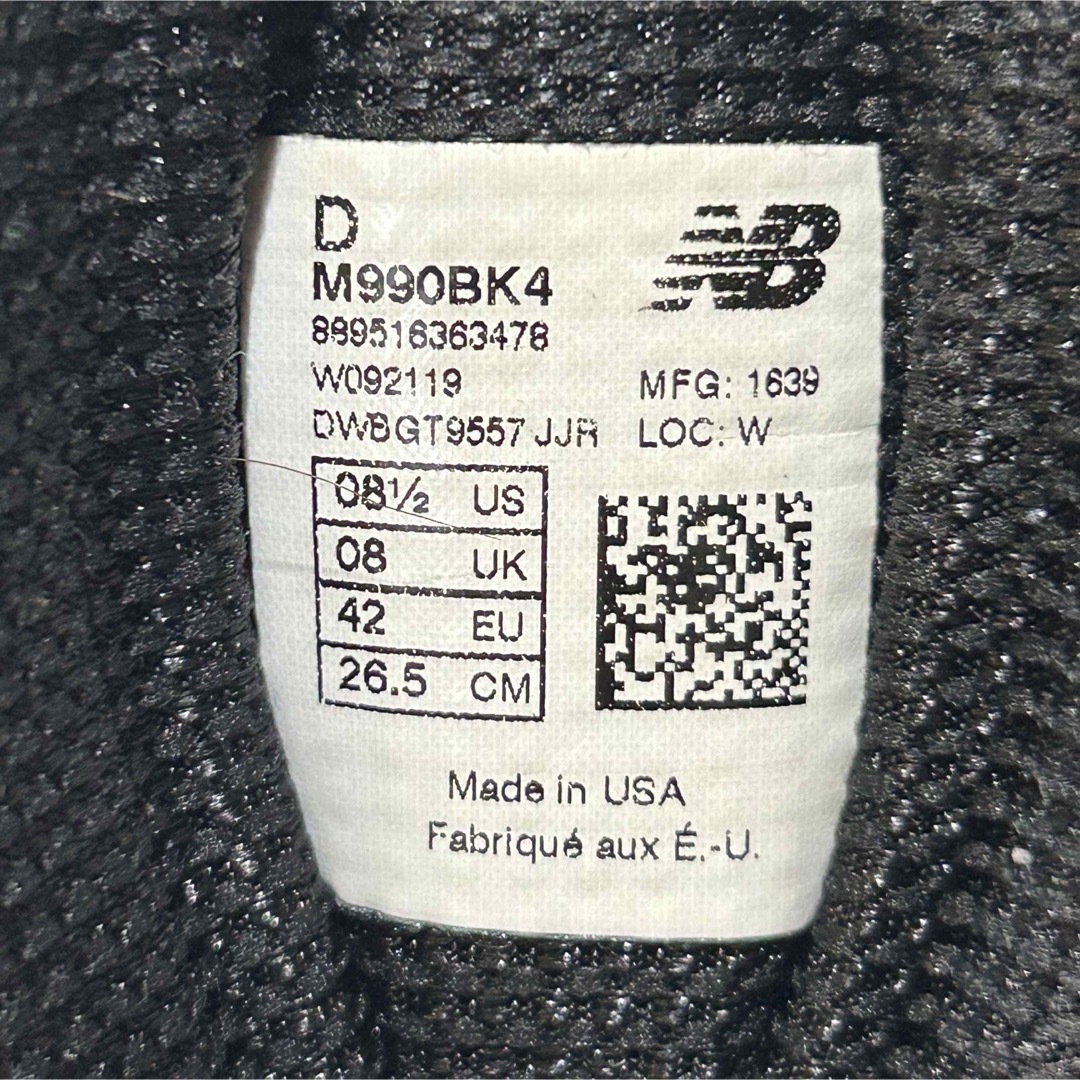 D
NB
M990BK4
889516363478
W092119 MFG: 1639
DWBGT9557 JJR LOC: W
08½ US
08 UK
42 EU
26.5 CM
Made in USA
Fabriqué aux É.-U.